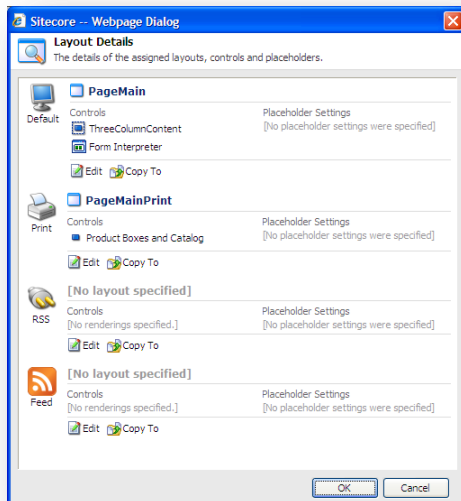 Sitecore -- Webpage Dialog
Layout Details
The details of the assigned layouts, controls and placeholders.
Default
PageMain
Controls
Placeholder Settings
ThreeColumnContent
[No placeholder settings were specified]
Form Interpreter
Edit Copy To
Print
PageMainPrint
Controls
Placeholder Settings
Product Boxes and Catalog
[No placeholder settings were specified]
Edit Copy To
RSS
[No layout specified]
Controls
Placeholder Settings
[No renderings specified.]
[No placeholder settings were specified]
Edit Copy To
Feed
[No layout specified]
Controls
Placeholder Settings
[No renderings specified.]
[No placeholder settings were specified]
Edit Copy To
OK Cancel